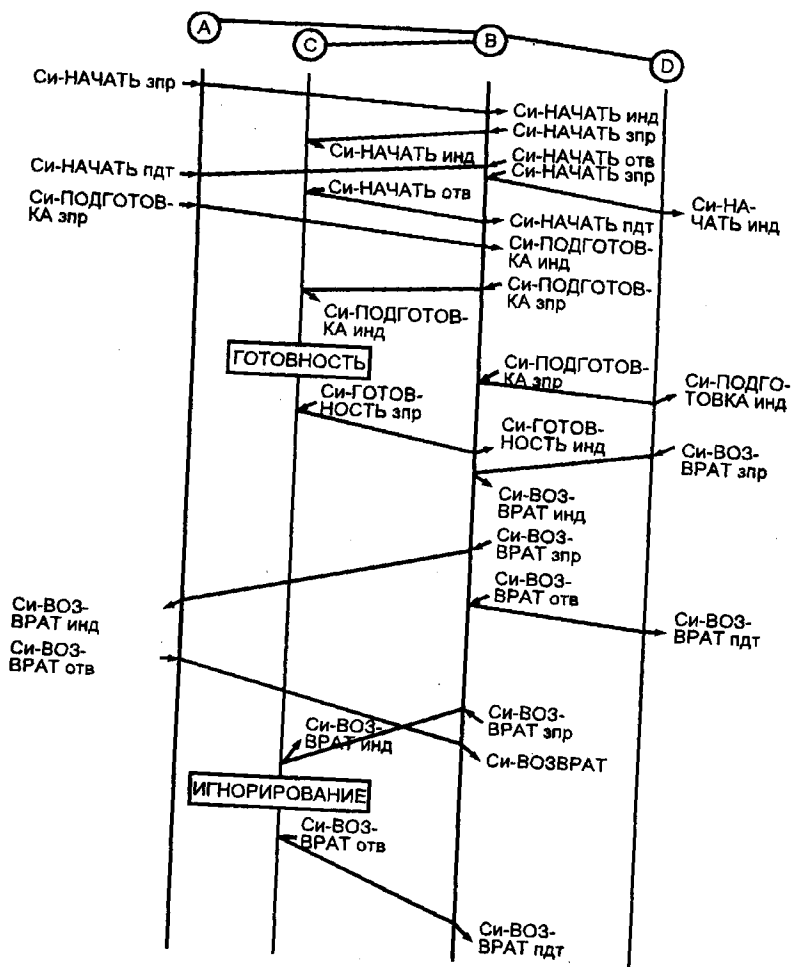 A
C
B
D
Си-НАЧАТЬ зпр
Си-НАЧАТЬ инд
Си-НАЧАТЬ зпр
Си-НАЧАТЬ инд
Си-НАЧАТЬ отв
Си-НАЧАТЬ пдт
Си-НАЧАТЬ зпр
Си-НАЧАТЬ отв
Си-НА-
ЧАТЬ инд
Си-ПОДГОТОВ-
КА зпр
Си-НАЧАТЬ пдт
Си-ПОДГОТОВ-
КА инд
Си-ПОДГОТОВ-
КА зпр
Си-ПОДГОТОВ-
КА инд
ГОТОВНОСТЬ
Си-ПОДГОТОВ-
КА зпр
Си-ПОДГО-
ТОВКА инд
Си-ГОТОВ-
НОСТЬ зпр
Си-ГОТОВ-
НОСТЬ инд
Си-ВОЗ-
ВРАТ зпр
Си-ВОЗ-
ВРАТ инд
Си-ВОЗ-
ВРАТ зпр
Си-ВОЗ-
ВРАТ отв
Си-ВОЗ-
ВРАТ инд
Си-ВОЗ-
ВРАТ пдт
Си-ВОЗ-
ВРАТ отв
Си-ВОЗ-
ВРАТ зпр
Си-ВОЗ-
ВРАТ инд
Си-ВОЗВРАТ
ИГНОРИРОВАНИЕ
Си-ВОЗ-
ВРАТ отв
Си-ВОЗ-
ВРАТ пдт